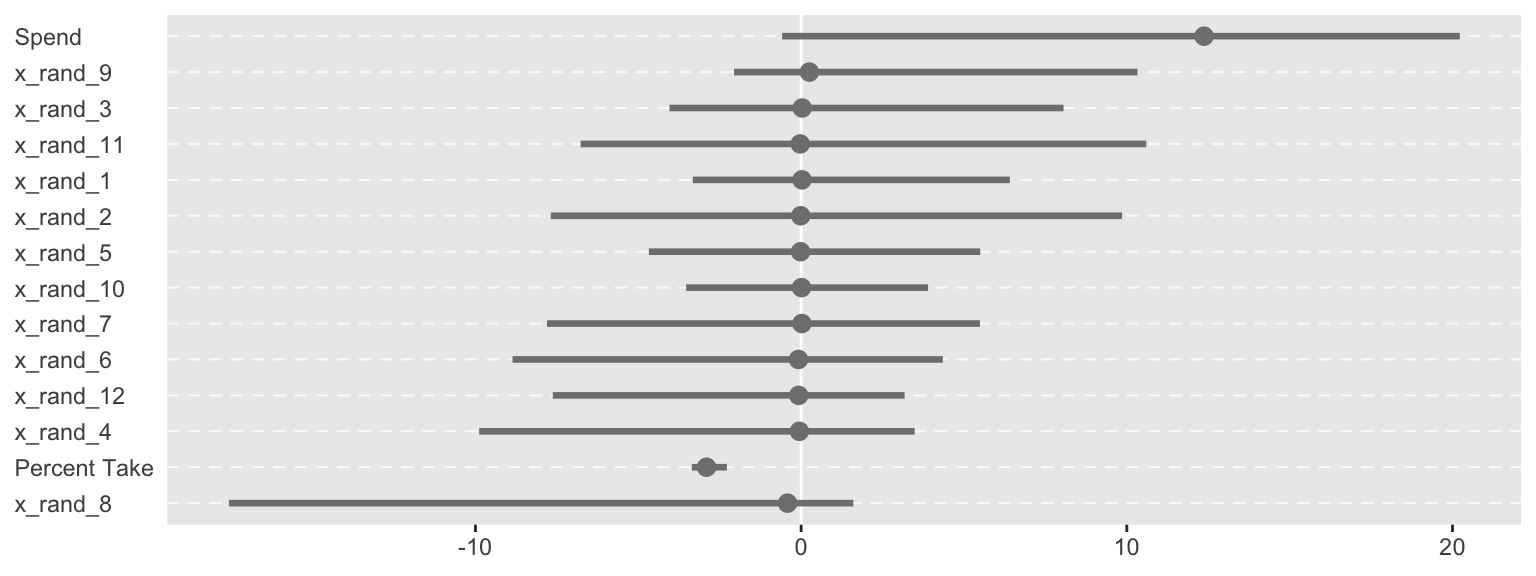 Spend
x_rand_9
x_rand_3
x_rand_11
x_rand_1
x_rand_2
x_rand_5
x_rand_10
x_rand_7
x_rand_6
x_rand_12
x_rand_4
Percent Take
x_rand_8
-10 0 10 20